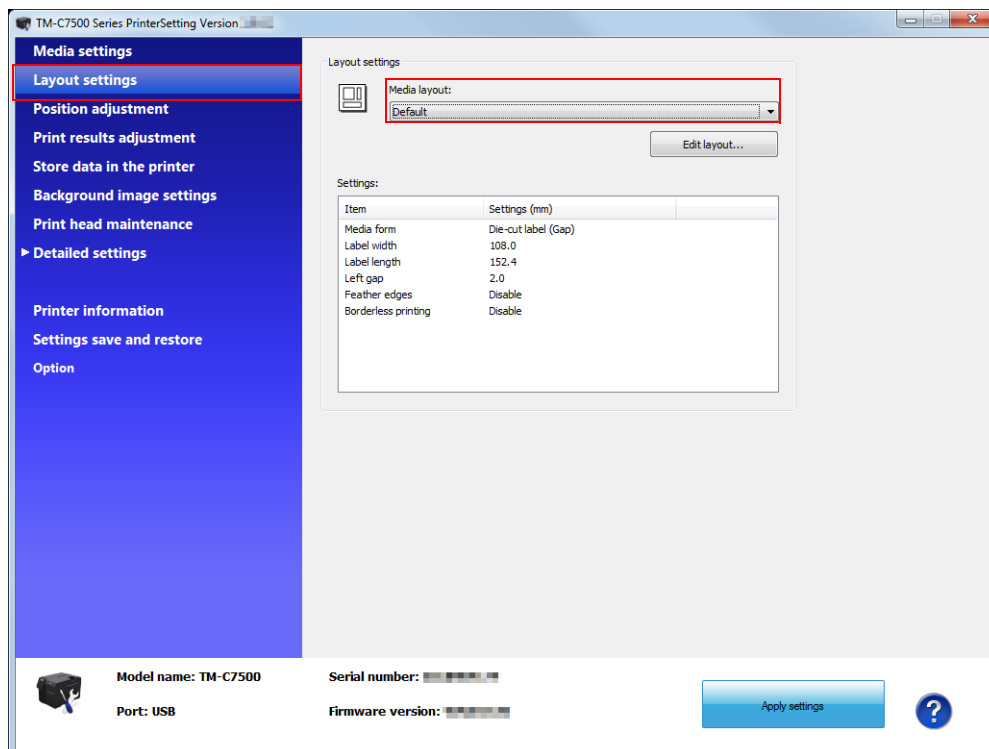 TM-C7500 Series PrinterSetting Version
Media settings
Layout settings
Position adjustment
Print results adjustment
Store data in the printer
Background image settings
Print head maintenance
Detailed settings
Printer information
Settings save and restore
Option
Layout settings
Media layout:
Default
Edit layout...
Settings:
Item Settings (mm)
Media form Die-cut label (Gap)
Label width 108.0
Label length 152.4
Left gap 2.0
Feather edges Disable
Borderless printing Disable
Model name: TM-C7500 Serial number:
Port: USB Firmware version:
Apply settings
?